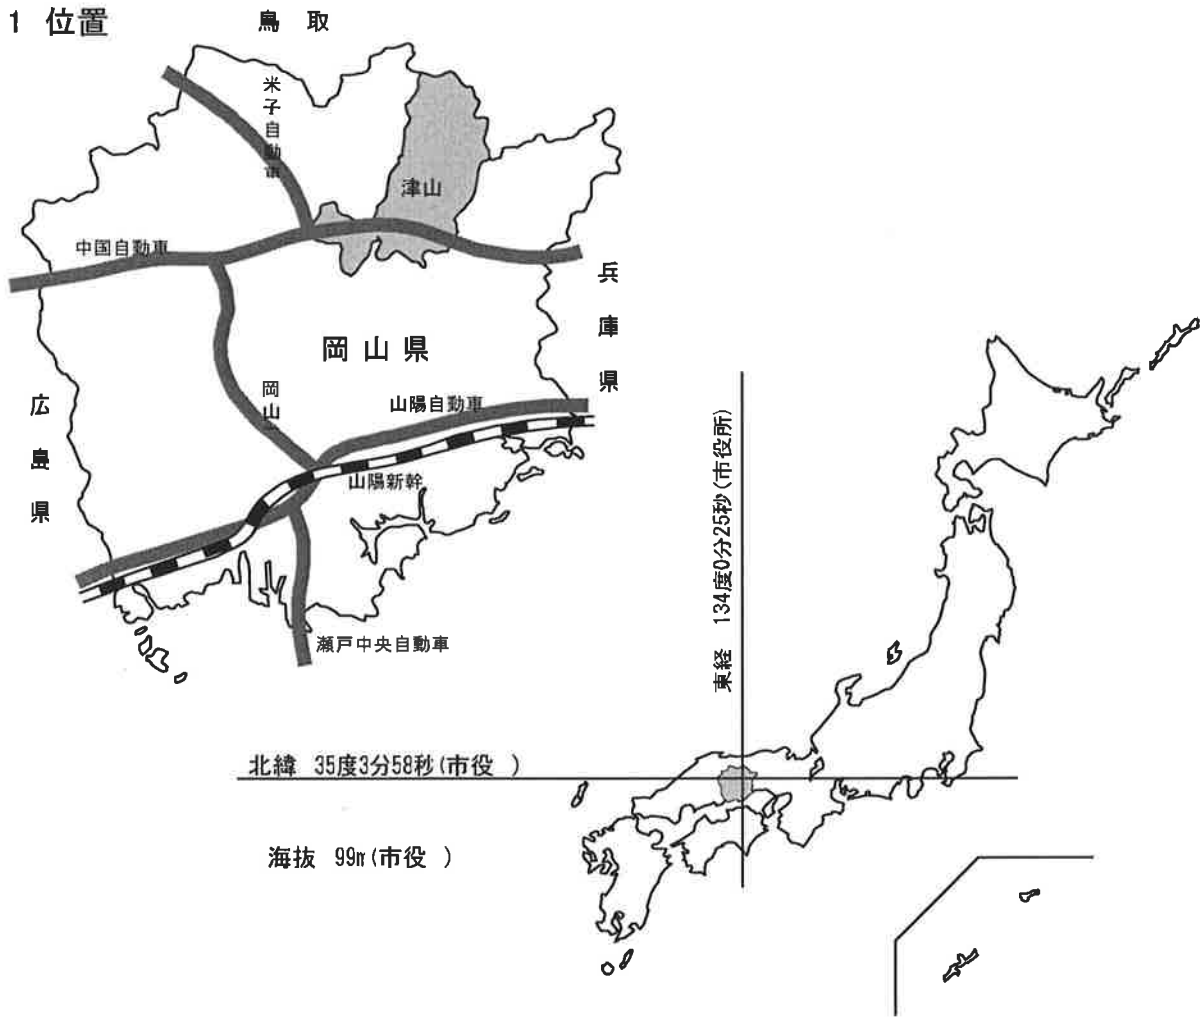 1 位置
鳥 取
米子自動車
津山
中国自動車
兵庫県
岡山県
広島県
岡山
山陽自動車
山陽新幹
瀬戸中央自動車
東経 134度0分25秒(市役所)
北緯 35度3分58秒(市役 )
海抜 99m(市役 )